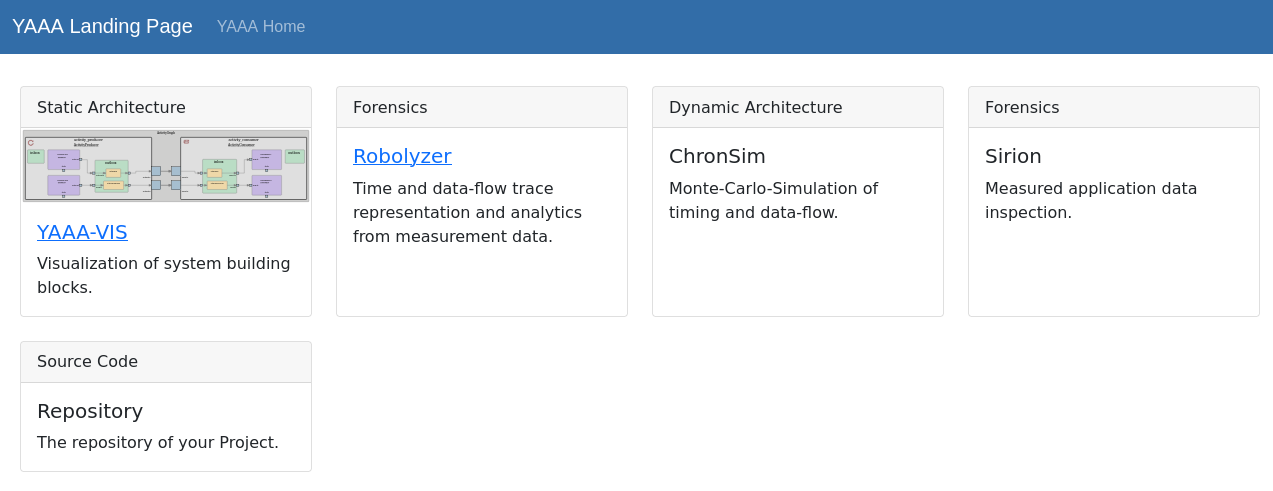 YAAA Landing Page YAAA Home
Static Architecture
YAAA-VIS
Visualization of system building
blocks.
Forensics
Robolyzer
Time and data-flow trace
representation and analytics
from measurement data.
Dynamic Architecture
ChronSim
Monte-Carlo-Simulation of
timing and data-flow.
Forensics
Sirion
Measured application data
inspection.
Source Code
Repository
The repository of your Project.